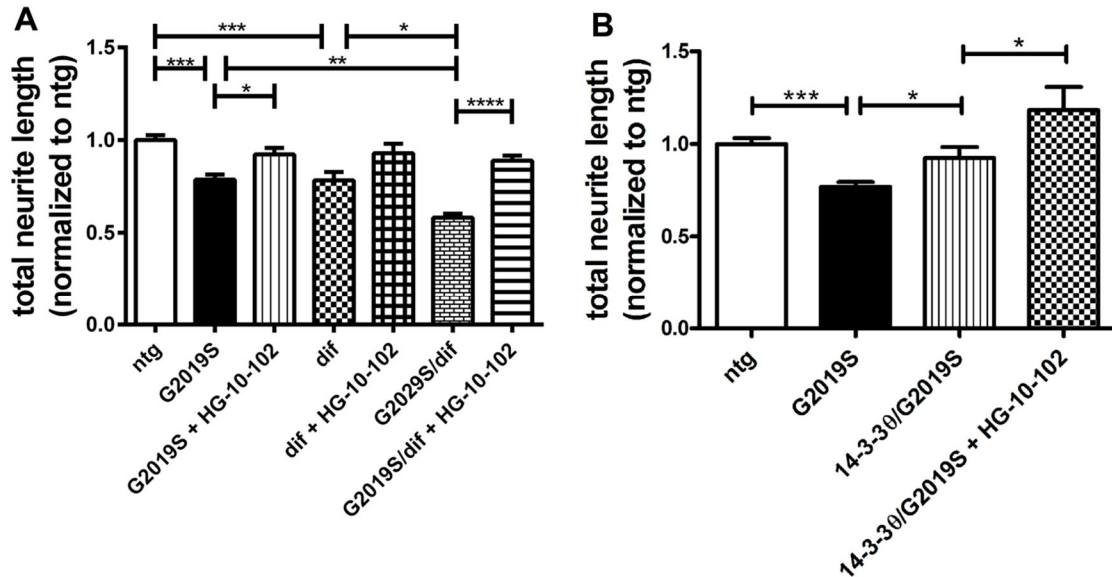 A
total neurite length
(normalized to ntg)
1.5
1.0
0.5
0.0
***
*
***
**
*
****
ntg
G2019S
G2019S + HG-10-102
dif
dif + HG-10-102
G2029S/dif
G2019S/dif + HG-10-102
B
total neurite length
(normalized to ntg)
1.5
1.0
0.5
0.0
*
***
*
ntg
G2019S
14-3-3θ/G2019S
14-3-3θ/G2019S + HG-10-102